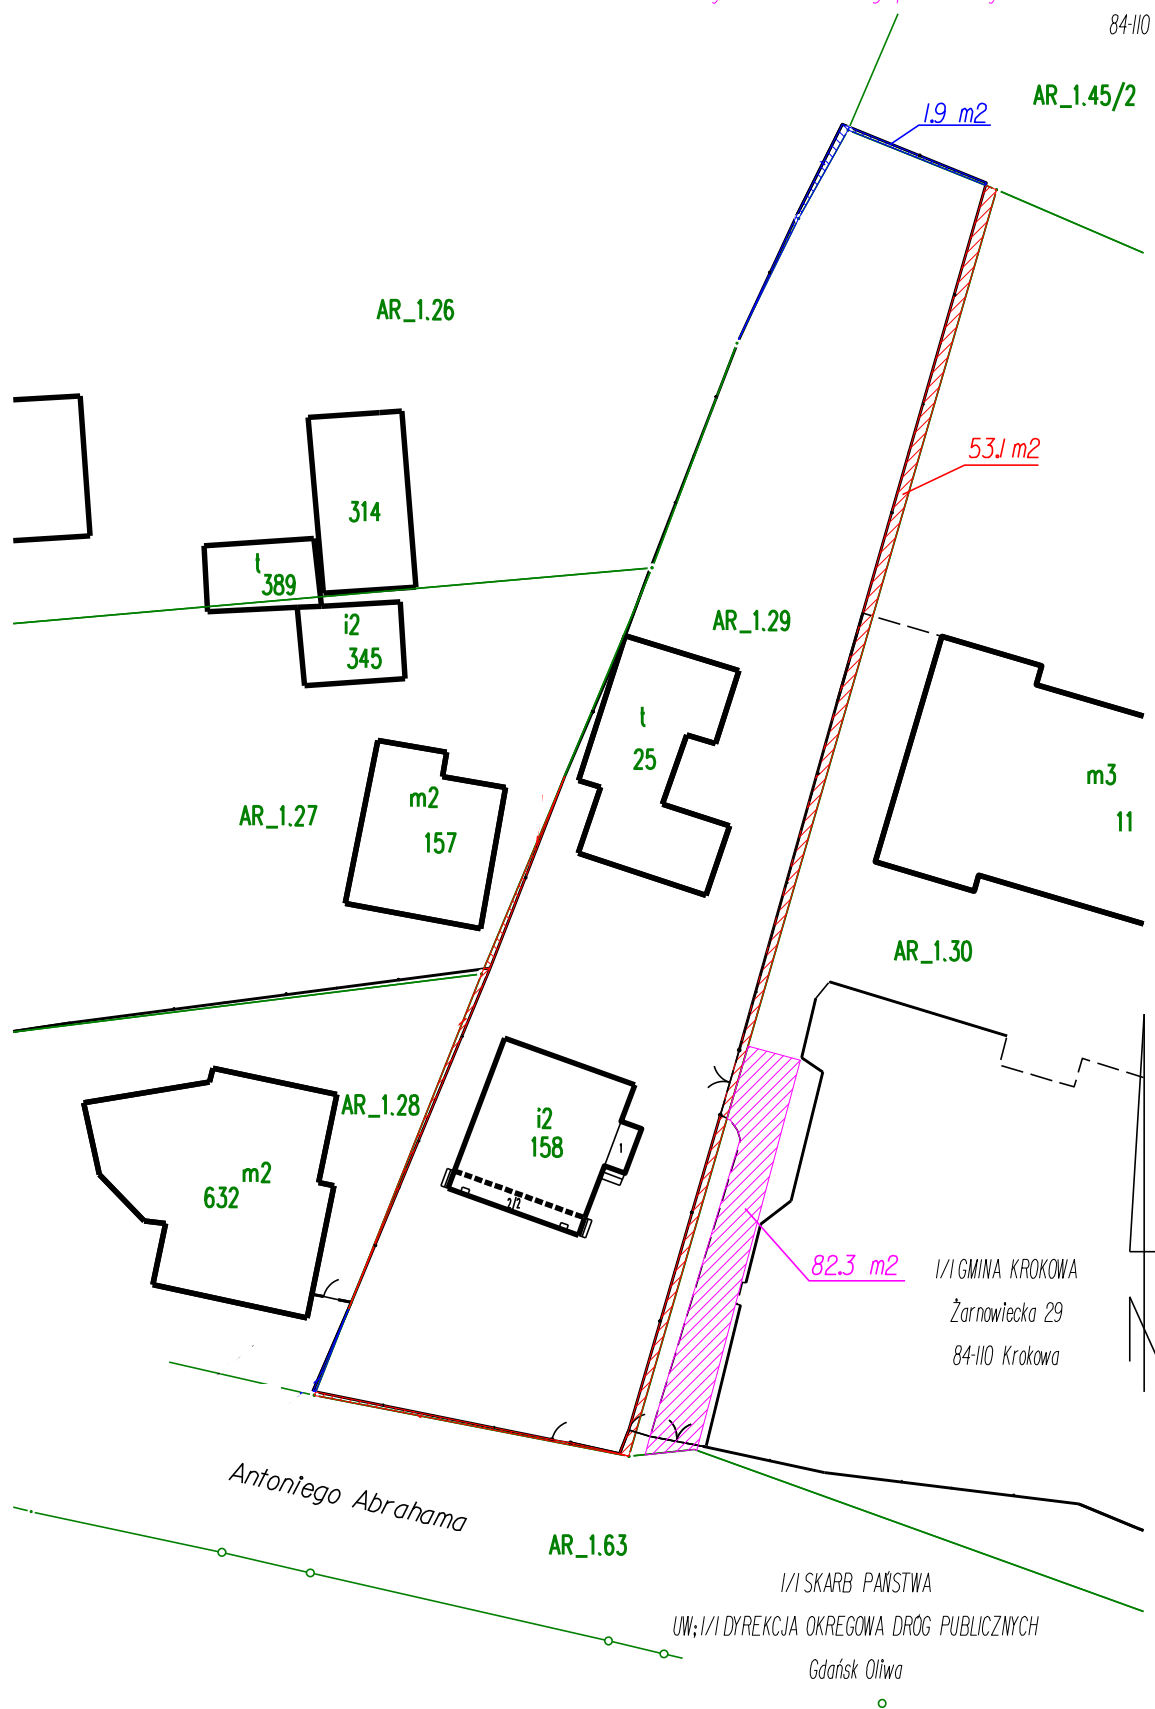 84-110
AR_1.45/2
1.9 m2
AR_1.26
53.1 m2
314
t
389
i2
345
AR_1.29
t
25
m3
11
m2
157
AR_1.27
AR_1.30
AR_1.28
i2
158
m2
632
2/2
82.3 m2
1/1 GMINA KROKOWA
Żarnowiecka 29
84-110 Krokowa
Antoniego Abrahama
AR_1.63
1/1 SKARB PAŃSTWA
UW;1/1 DYREKCJA OKREGOWA DRÓG PUBLICZNYCH
Gdańsk Oliwa